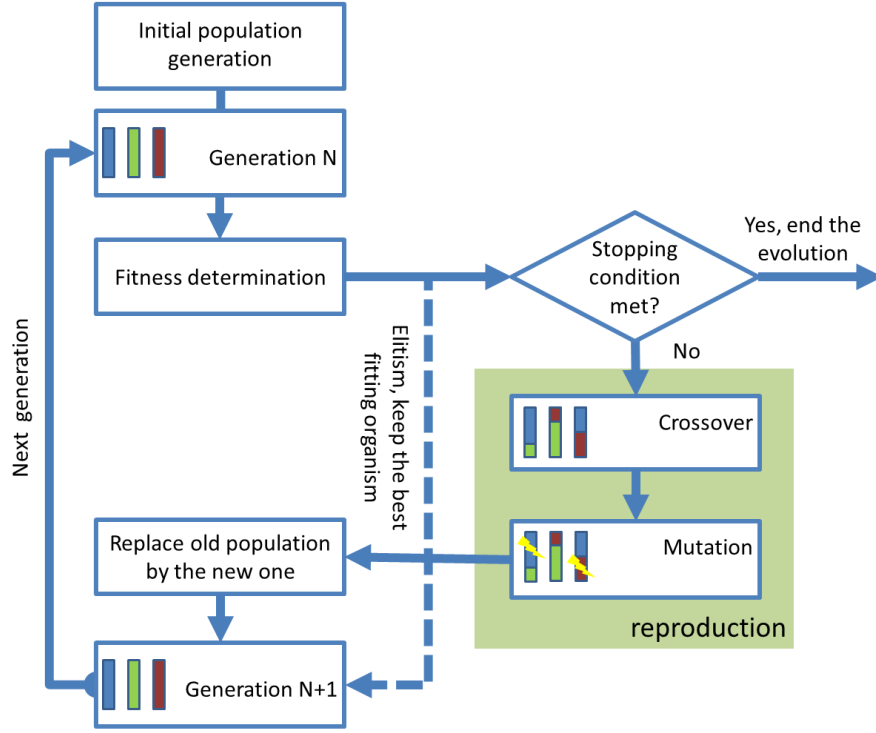 Initial population
generation
Generation N
Fitness determination
Stopping
condition
met?
Yes, end the
evolution
No
Elitism, keep the best
fitting organism
Next generation
Crossover
Mutation
reproduction
Replace old population
by the new one
Generation N+1